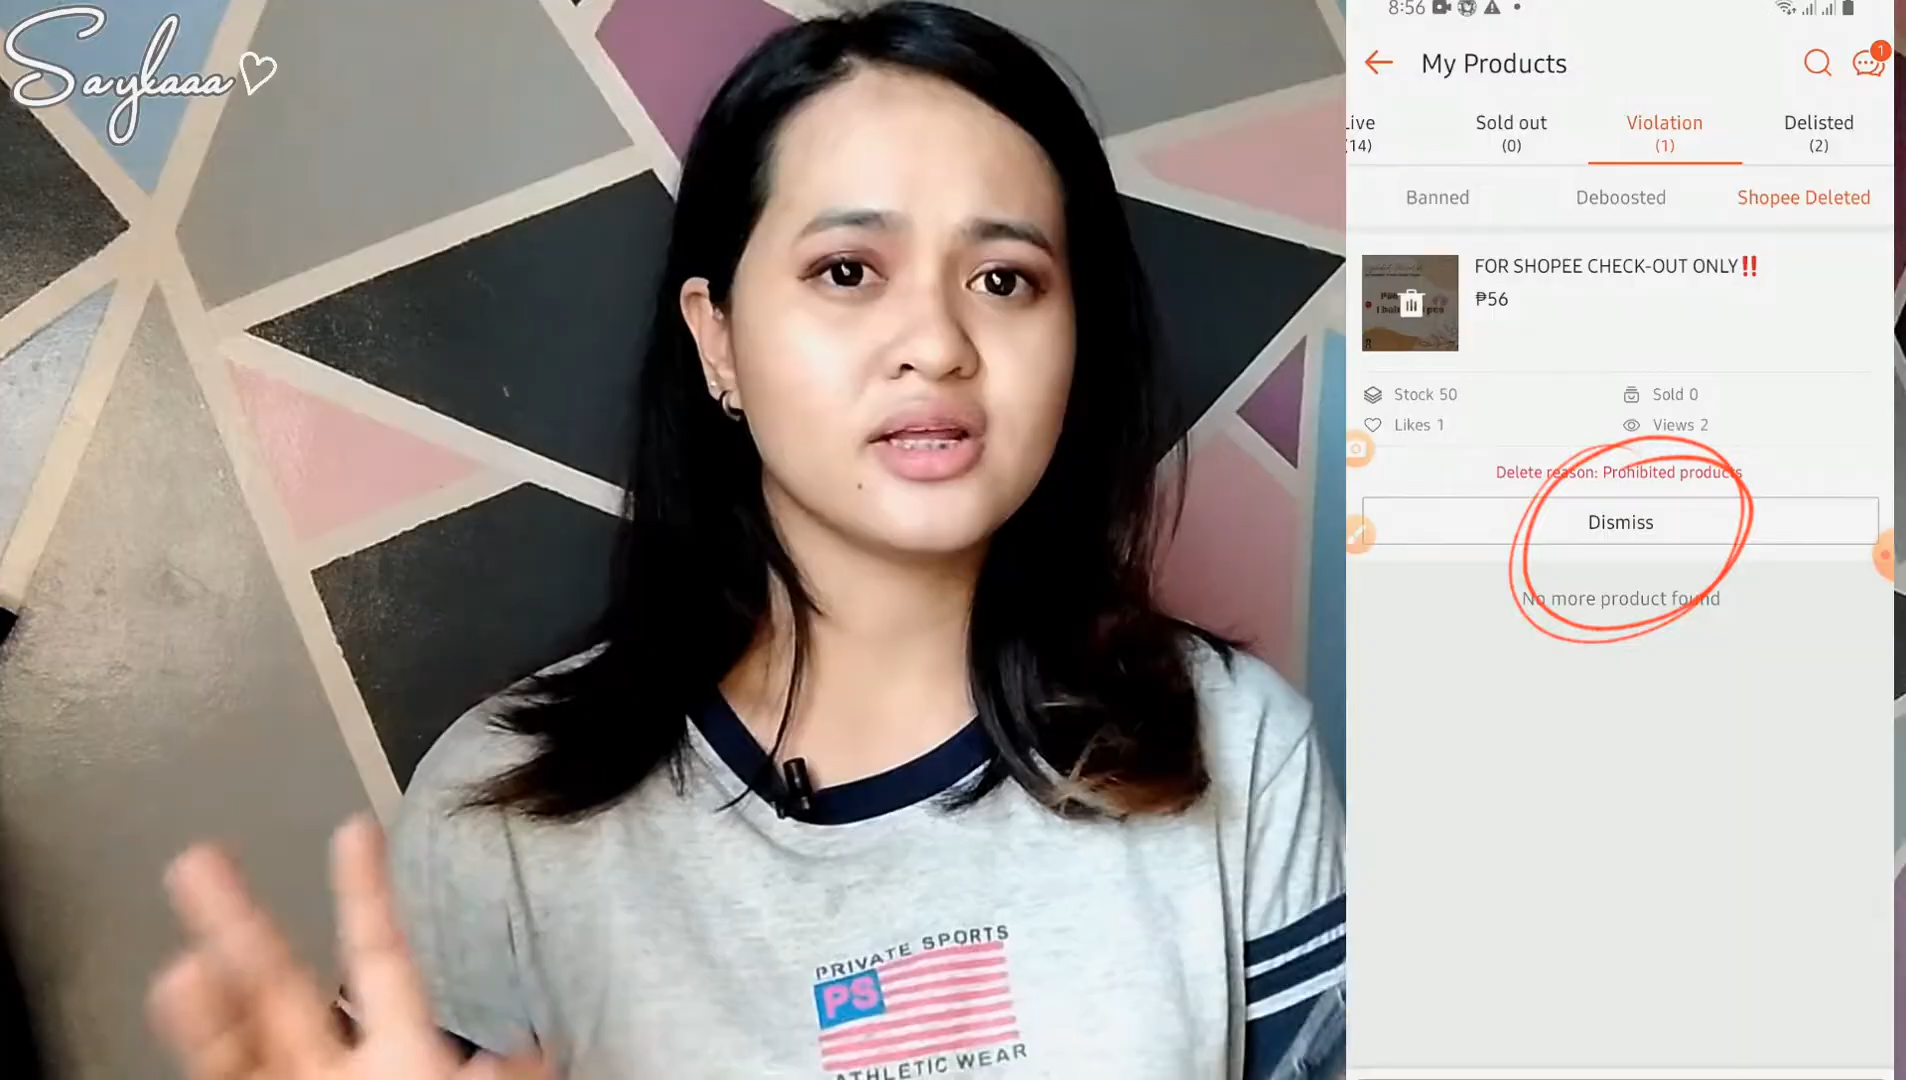 Saylaaa♡
8:56
My Products
1
Live
(14)
Sold out
(0)
Violation
(1)
Delisted
(2)
Banned
Deboosted
Shopee Deleted
FOR SHOPEE CHECK-OUT ONLY‼
₱56
Stock 50
Sold 0
Likes 1
Views 2
Delete reason: Prohibited products
Dismiss
No more product found
PRIVATE SPORTS
PS
ATHLETIC WEAR